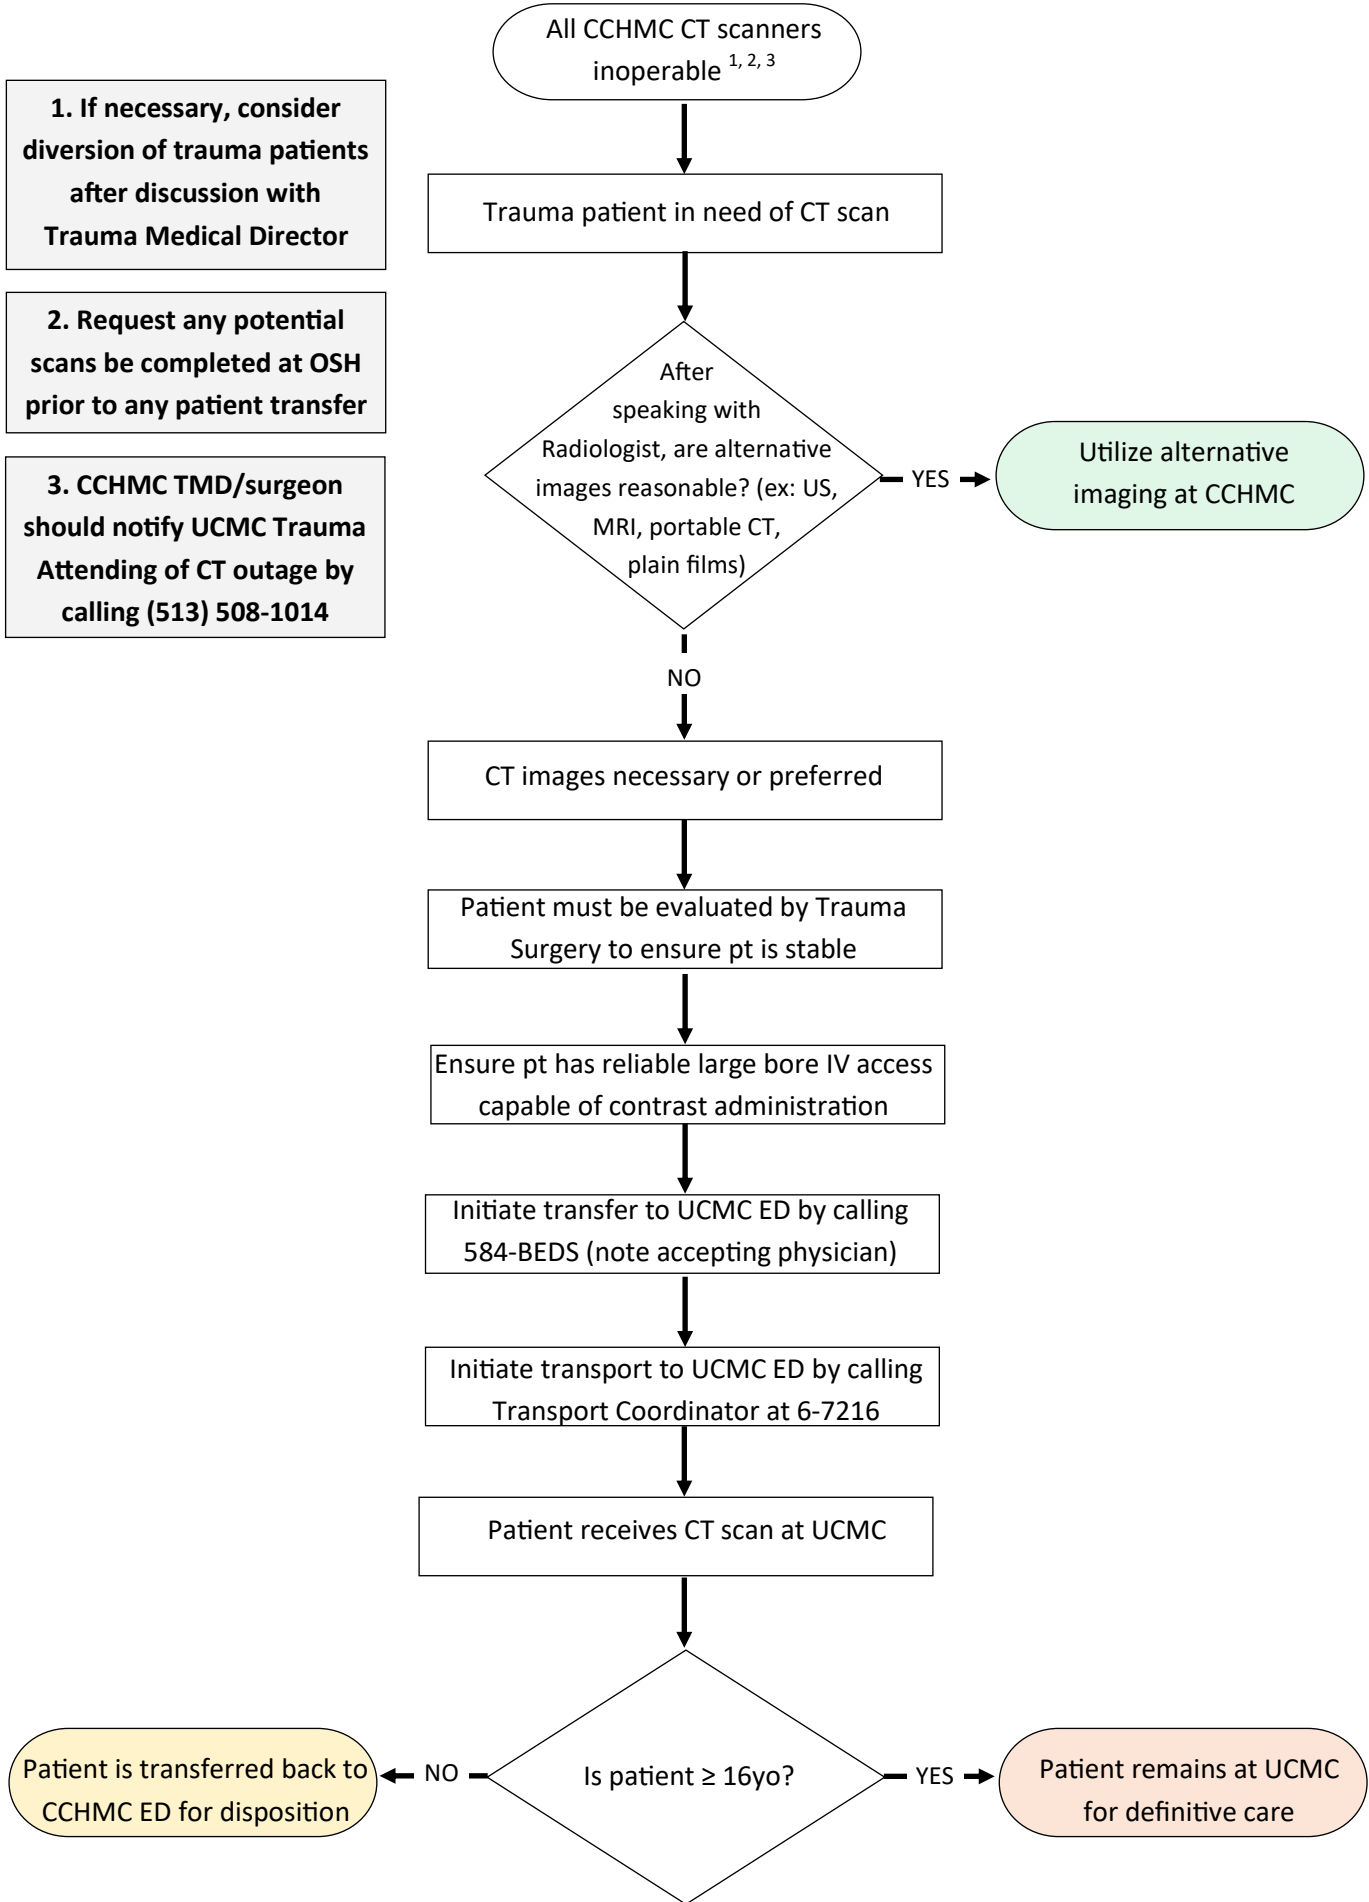 All CCHMC CT scanners
inoperable 1, 2, 3
1. If necessary, consider
diversion of trauma patients
after discussion with
Trauma Medical Director
2. Request any potential
scans be completed at OSH
prior to any patient transfer
3. CCHMC TMD/surgeon
should notify UCMC Trauma
Attending of CT outage by
calling (513) 508-1014
Trauma patient in need of CT scan
After
speaking with
Radiologist, are alternative
images reasonable? (ex: US,
MRI, portable CT,
plain films)
YES
Utilize alternative
imaging at CCHMC
NO
CT images necessary or preferred
Patient must be evaluated by Trauma
Surgery to ensure pt is stable
Ensure pt has reliable large bore IV access
capable of contrast administration
Initiate transfer to UCMC ED by calling
584-BEDS (note accepting physician)
Initiate transport to UCMC ED by calling
Transport Coordinator at 6-7216
Patient receives CT scan at UCMC
Is patient ≥ 16yo?
NO
Patient is transferred back to
CCHMC ED for disposition
YES
Patient remains at UCMC
for definitive care